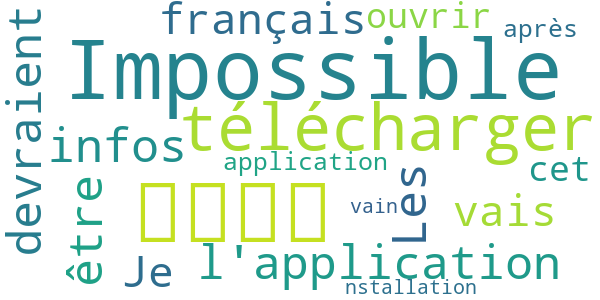 français
ouvrir
après
Impossible
devraient
télécharger
infos
application
cet
Les
être
vain
vais
Je
l'application
nstallation